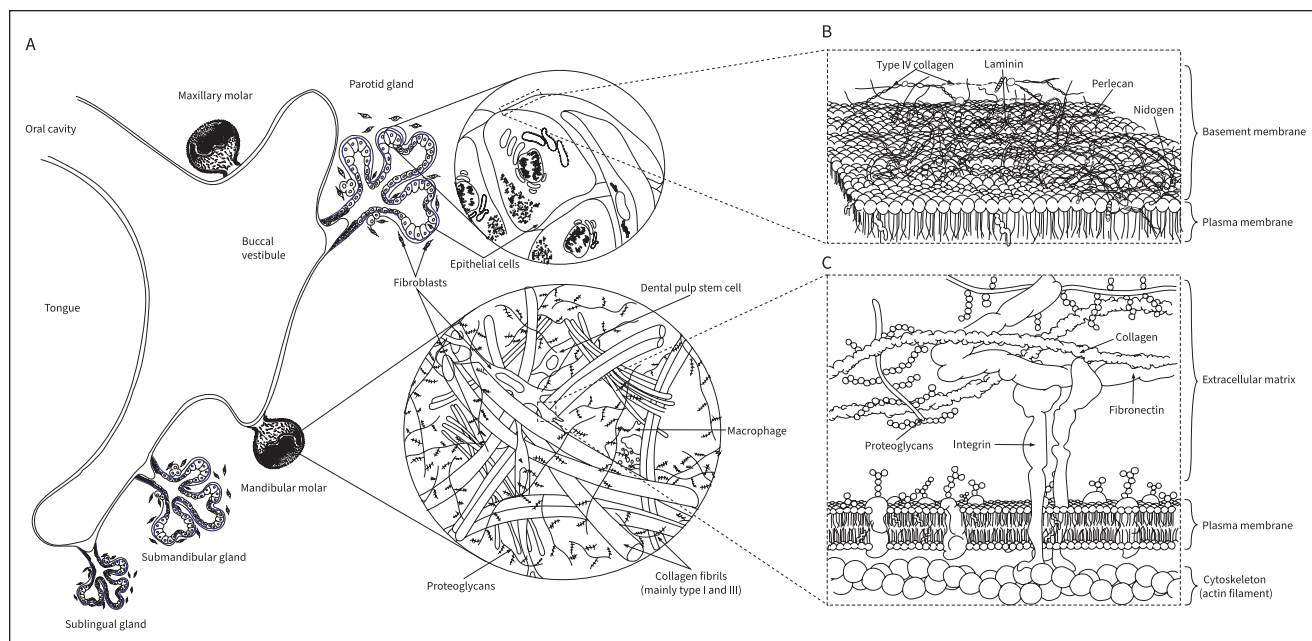 A
Oral cavity
Maxillary molar
Parotid gland
Buccal
vestibule
Tongue
Epithelial cells
Fibroblasts
Dental pulp stem cell
Macrophage
Mandibular molar
Submandibular gland
Sublingual gland
Proteoglycans
Collagen fibrils
(mainly type I and III)
B
Type IV collagen
Laminin
Perlecan
Nidogen
Basement membrane
Plasma membrane
C
Collagen
Fibronectin
Proteoglycans
Integrin
Extracellular matrix
Plasma membrane
Cytoskeleton
(actin filament)